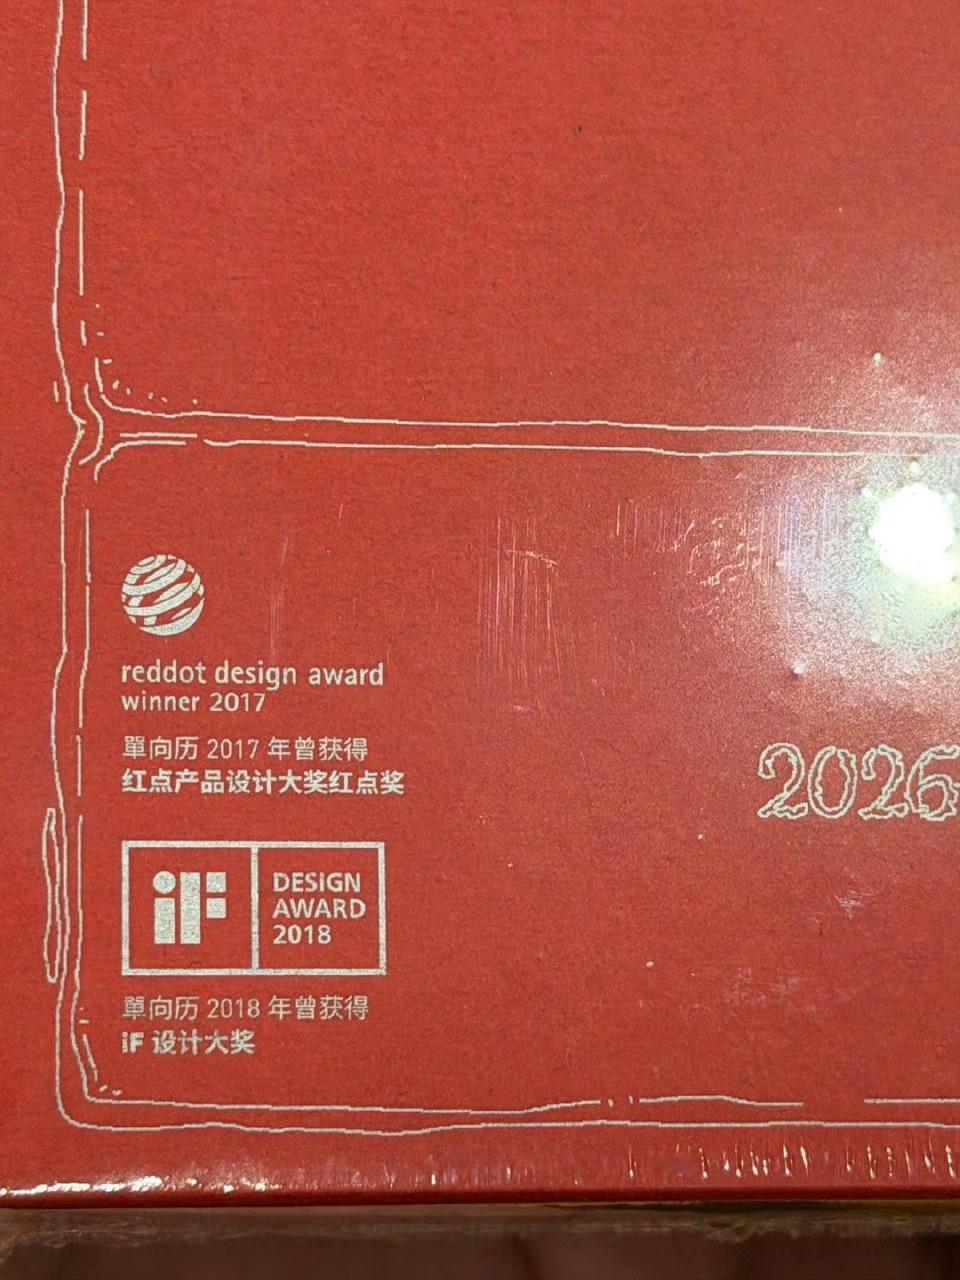 reddot design award
winner 2017
單向历 2017 年曾获得
红点产品设计大奖红点奖
2026
iF
DESIGN
AWARD
2018
單向历 2018 年曾获得
iF 设计大奖